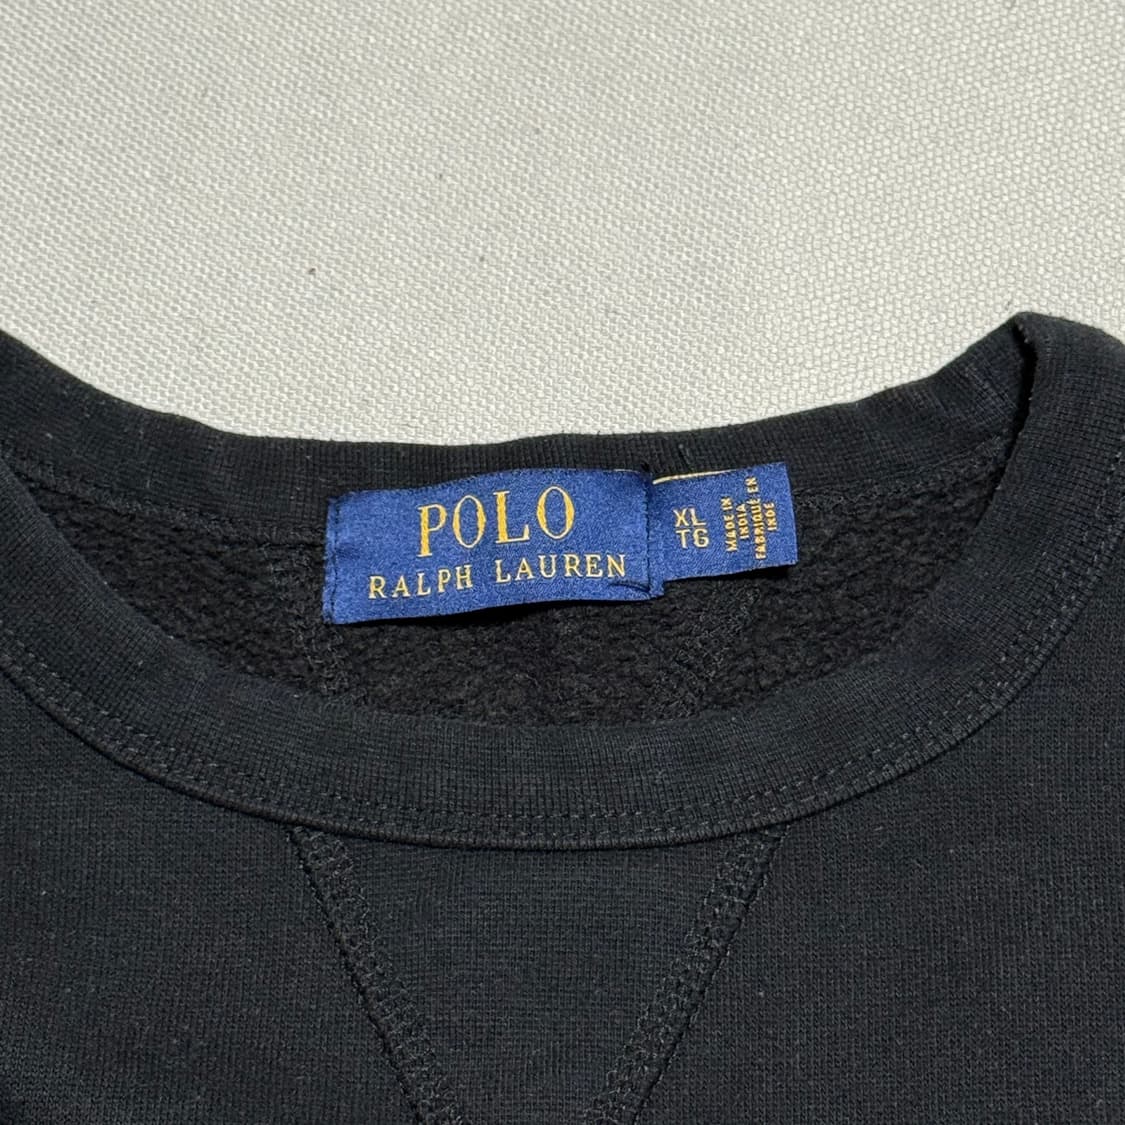 POLO
RALPH LAUREN
XL
TG
MADE IN
INDIA
FABRIQUÉ EN
INDE